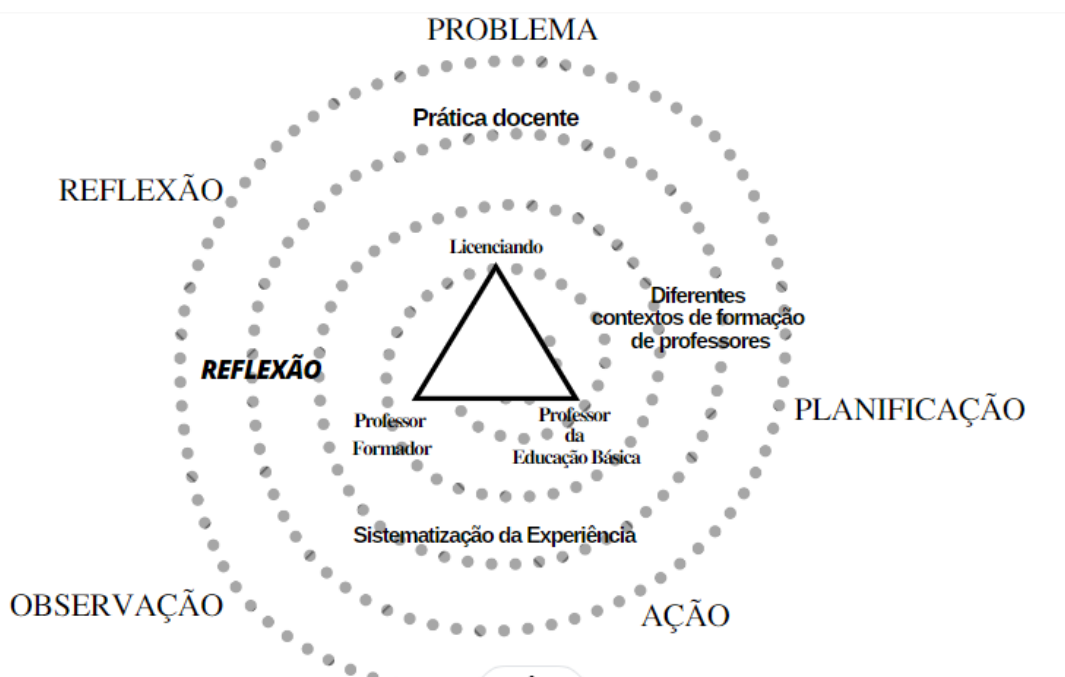 PROBLEMA
Prática docente
REFLEXÃO
Licenciando
Diferentes
contextos de formação
de professores
REFLEXÃO
PLANIFICAÇÃO
Professor
Formador
Professor
da
Educação Básica
Sistematização da Experiência
OBSERVAÇÃO
AÇÃO